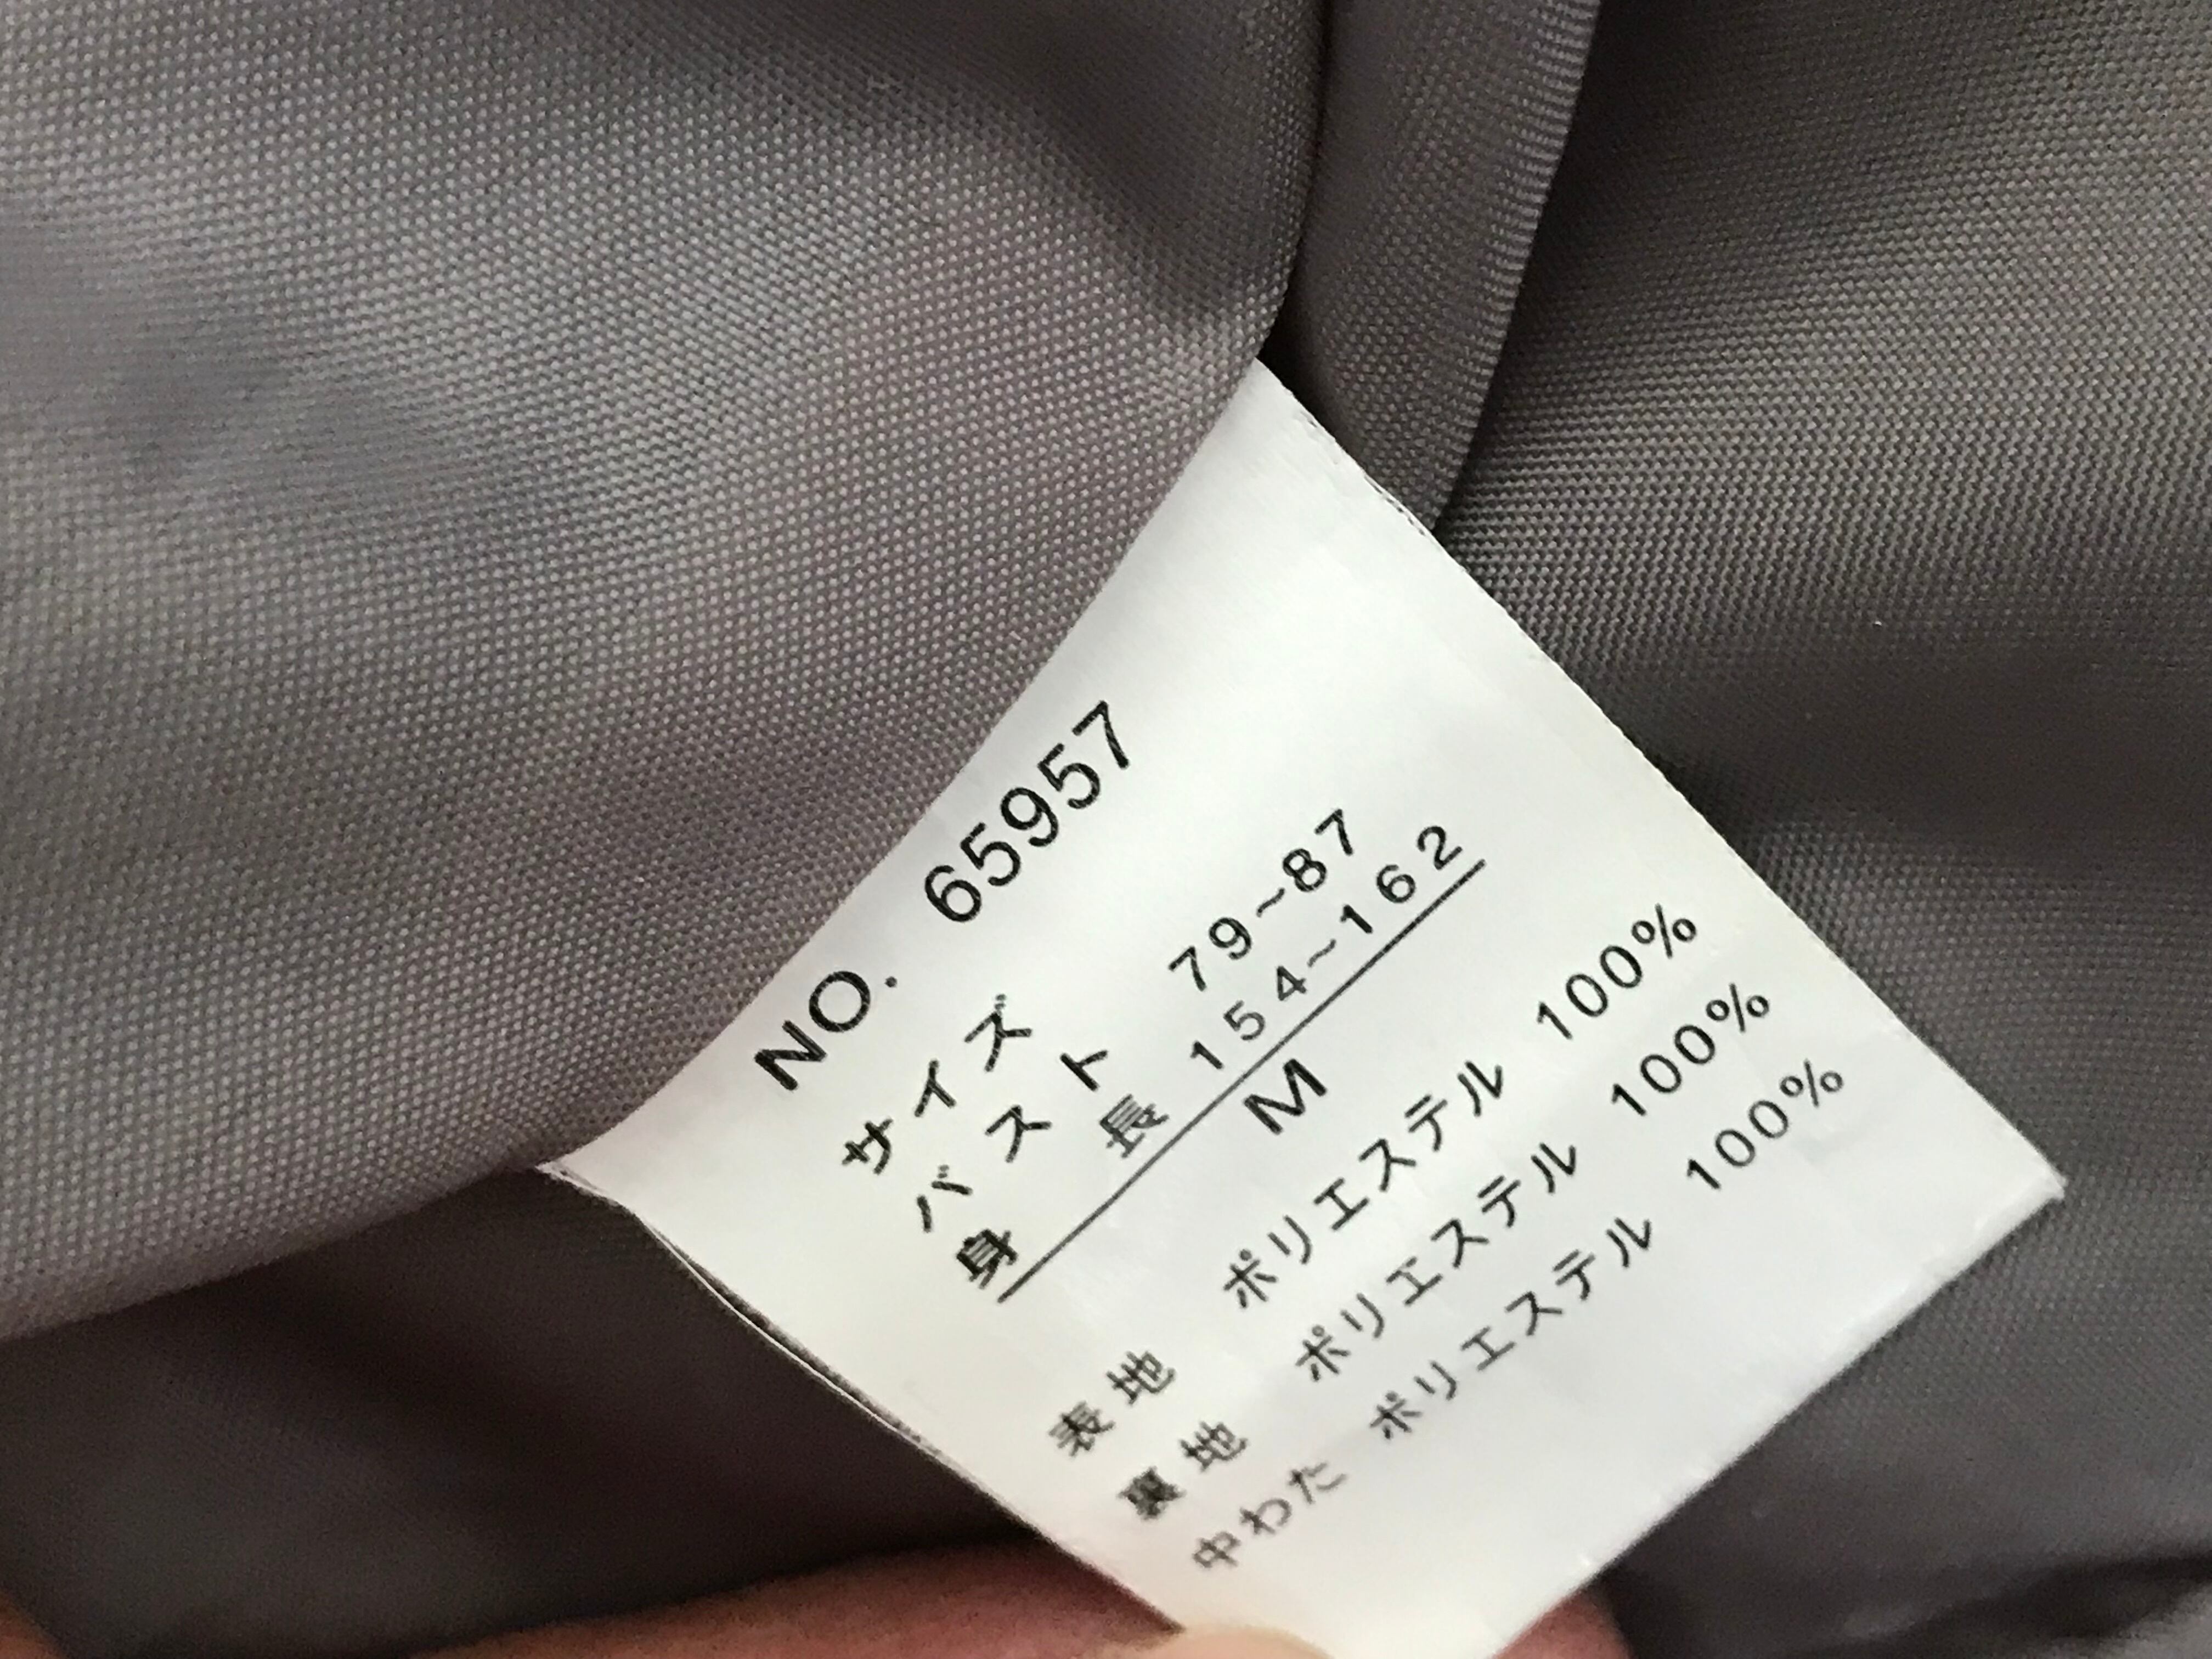 NO. 65957
サイズ
バスト 79~87
身長 154~162
M
表地 ポリエステル 100%
裏地 ポリエステル 100%
中わた ポリエステル 100%